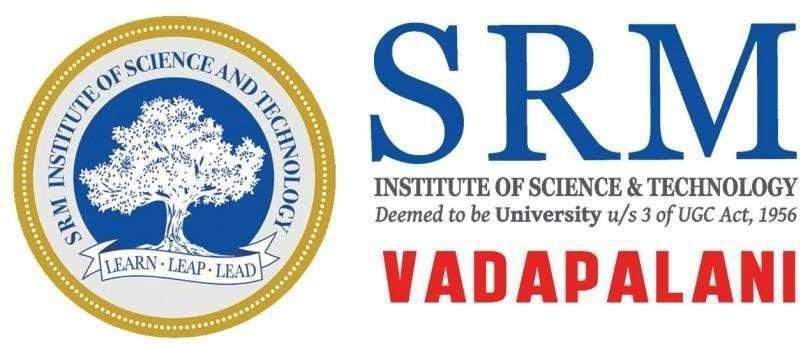 SRM INSTITUTE OF SCIENCE AND TECHNOLOGY
LEARN · LEAP · LEAD
SRM
INSTITUTE OF SCIENCE & TECHNOLOGY
Deemed to be University u/s 3 of UGC Act, 1956
VADAPALANI